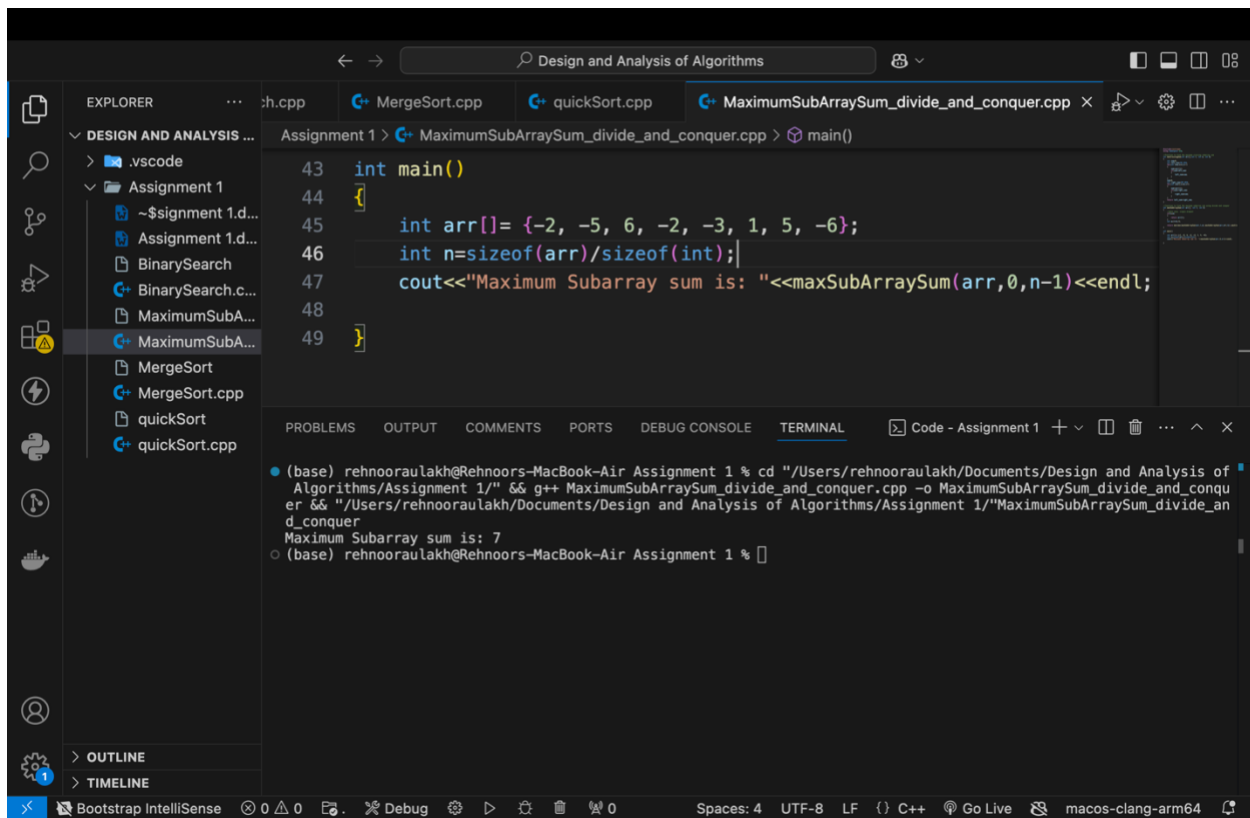 Design and Analysis of Algorithms
EXPLORER
ch.cpp MergeSort.cpp quickSort.cpp MaximumSubArraySum_divide_and_conquer.cpp
DESIGN AND ANALYSIS ...
Assignment 1 > MaximumSubArraySum_divide_and_conquer.cpp > main()
.vscode
Assignment 1
~$signment 1.d...
Assignment 1.d...
BinarySearch
BinarySearch.c...
MaximumSubA...
MaximumSubA...
MergeSort
MergeSort.cpp
quickSort
quickSort.cpp
43 int main()
44 {
45 int arr[]= {-2, -5, 6, -2, -3, 1, 5, -6};
46 int n=sizeof(arr)/sizeof(int);
47 cout<<"Maximum Subarray sum is: "<<maxSubArraySum(arr,0,n-1)<<endl;
48
49 }
PROBLEMS OUTPUT COMMENTS PORTS DEBUG CONSOLE TERMINAL Code - Assignment 1
(base) rehnooraulakh@Rehnoors-MacBook-Air Assignment 1 % cd "/Users/rehnooraulakh/Documents/Design and Analysis of
Algorithms/Assignment 1/" && g++ MaximumSubArraySum_divide_and_conquer.cpp -o MaximumSubArraySum_divide_and_conqu
er && "/Users/rehnooraulakh/Documents/Design and Analysis of Algorithms/Assignment 1/"MaximumSubArraySum_divide_an
d_conquer
Maximum Subarray sum is: 7
(base) rehnooraulakh@Rehnoors-MacBook-Air Assignment 1 %
OUTLINE
1
TIMELINE
Bootstrap IntelliSense 0 0 Debug 0 Spaces: 4 UTF-8 LF {} C++ Go Live macos-clang-arm64